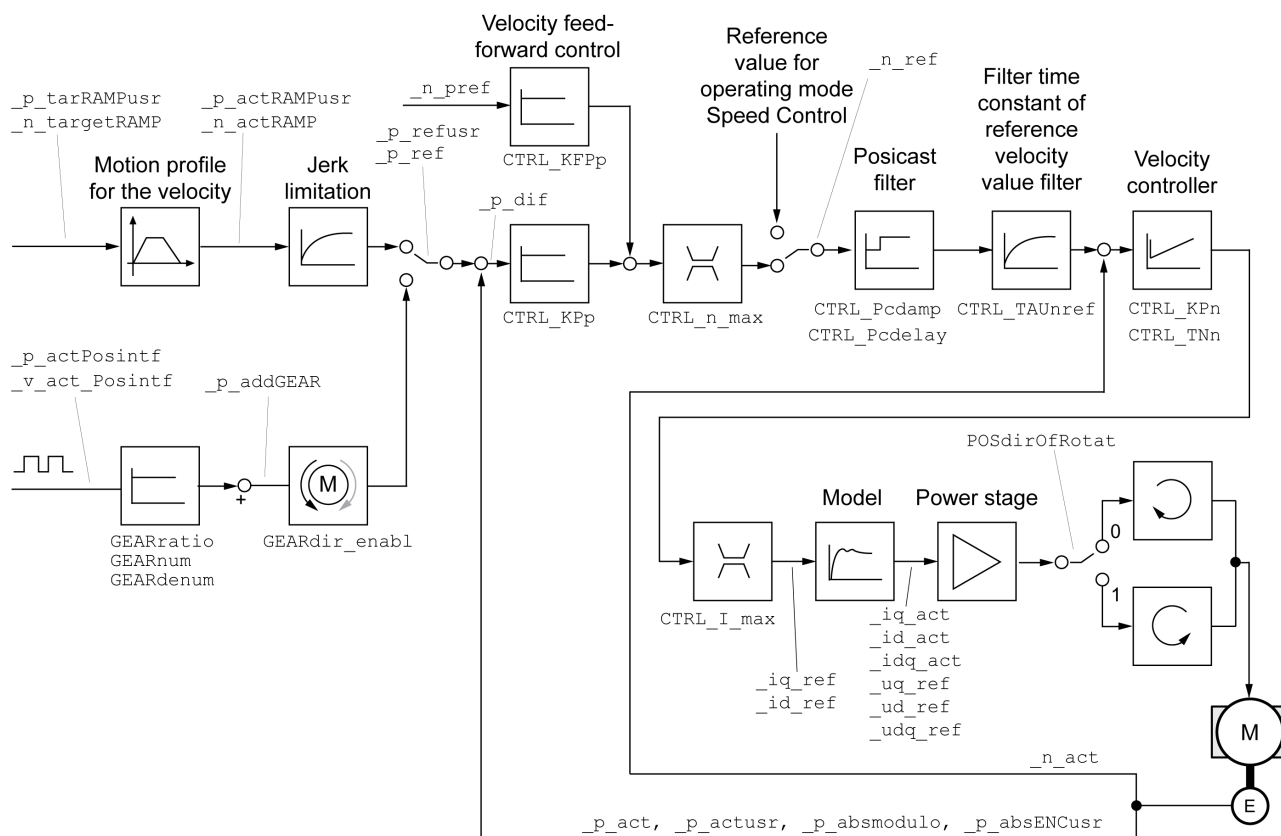 Velocity feed-
forward control
Reference
value for
operating mode
Speed Control
_n_ref
Filter time
constant of
reference
velocity
value filter
_p_tarRAMPusr
_n_targetRAMP
_p_actRAMPusr
_n_actRAMP
_n_pref
_p_refusr
_p_ref
CTRL_KFPp
Motion profile
for the velocity
Jerk
limitation
Posicast
filter
Velocity
controller
_p_dif
CTRL_KPp
CTRL_n_max
CTRL_Pcdamp
CTRL_Pcdelay
CTRL_TAUnref
CTRL_KPn
CTRL_TNn
_p_actPosintf
_v_act_Posintf
_p_addGEAR
+
M
GEARratio
GEARnum
GEARdenum
GEARdir_enabl
POSdirOfRotat
Model
Power stage
0
1
CTRL_I_max
_iq_ref
_id_ref
_iq_act
_id_act
_idq_act
_uq_ref
_ud_ref
_udq_ref
M
_n_act
E
_p_act, _p_actusr, _p_absmodulo, _p_absENCusr